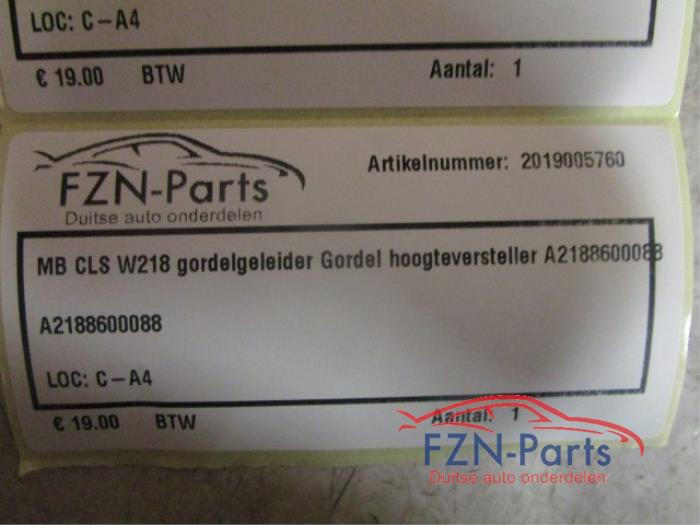 LOC: C-A4
€ 19.00 BTW Aantal: 1
FZN-Parts
Duitse auto onderdelen
Artikelnummer: 2019005760
MB CLS W218 gordelgeleider Gordel hoogteversteller A2188600088
A2188600088
LOC: C-A4
€ 19.00 BTW Aantal: 1
FZN-Parts
Duitse auto onderdelen